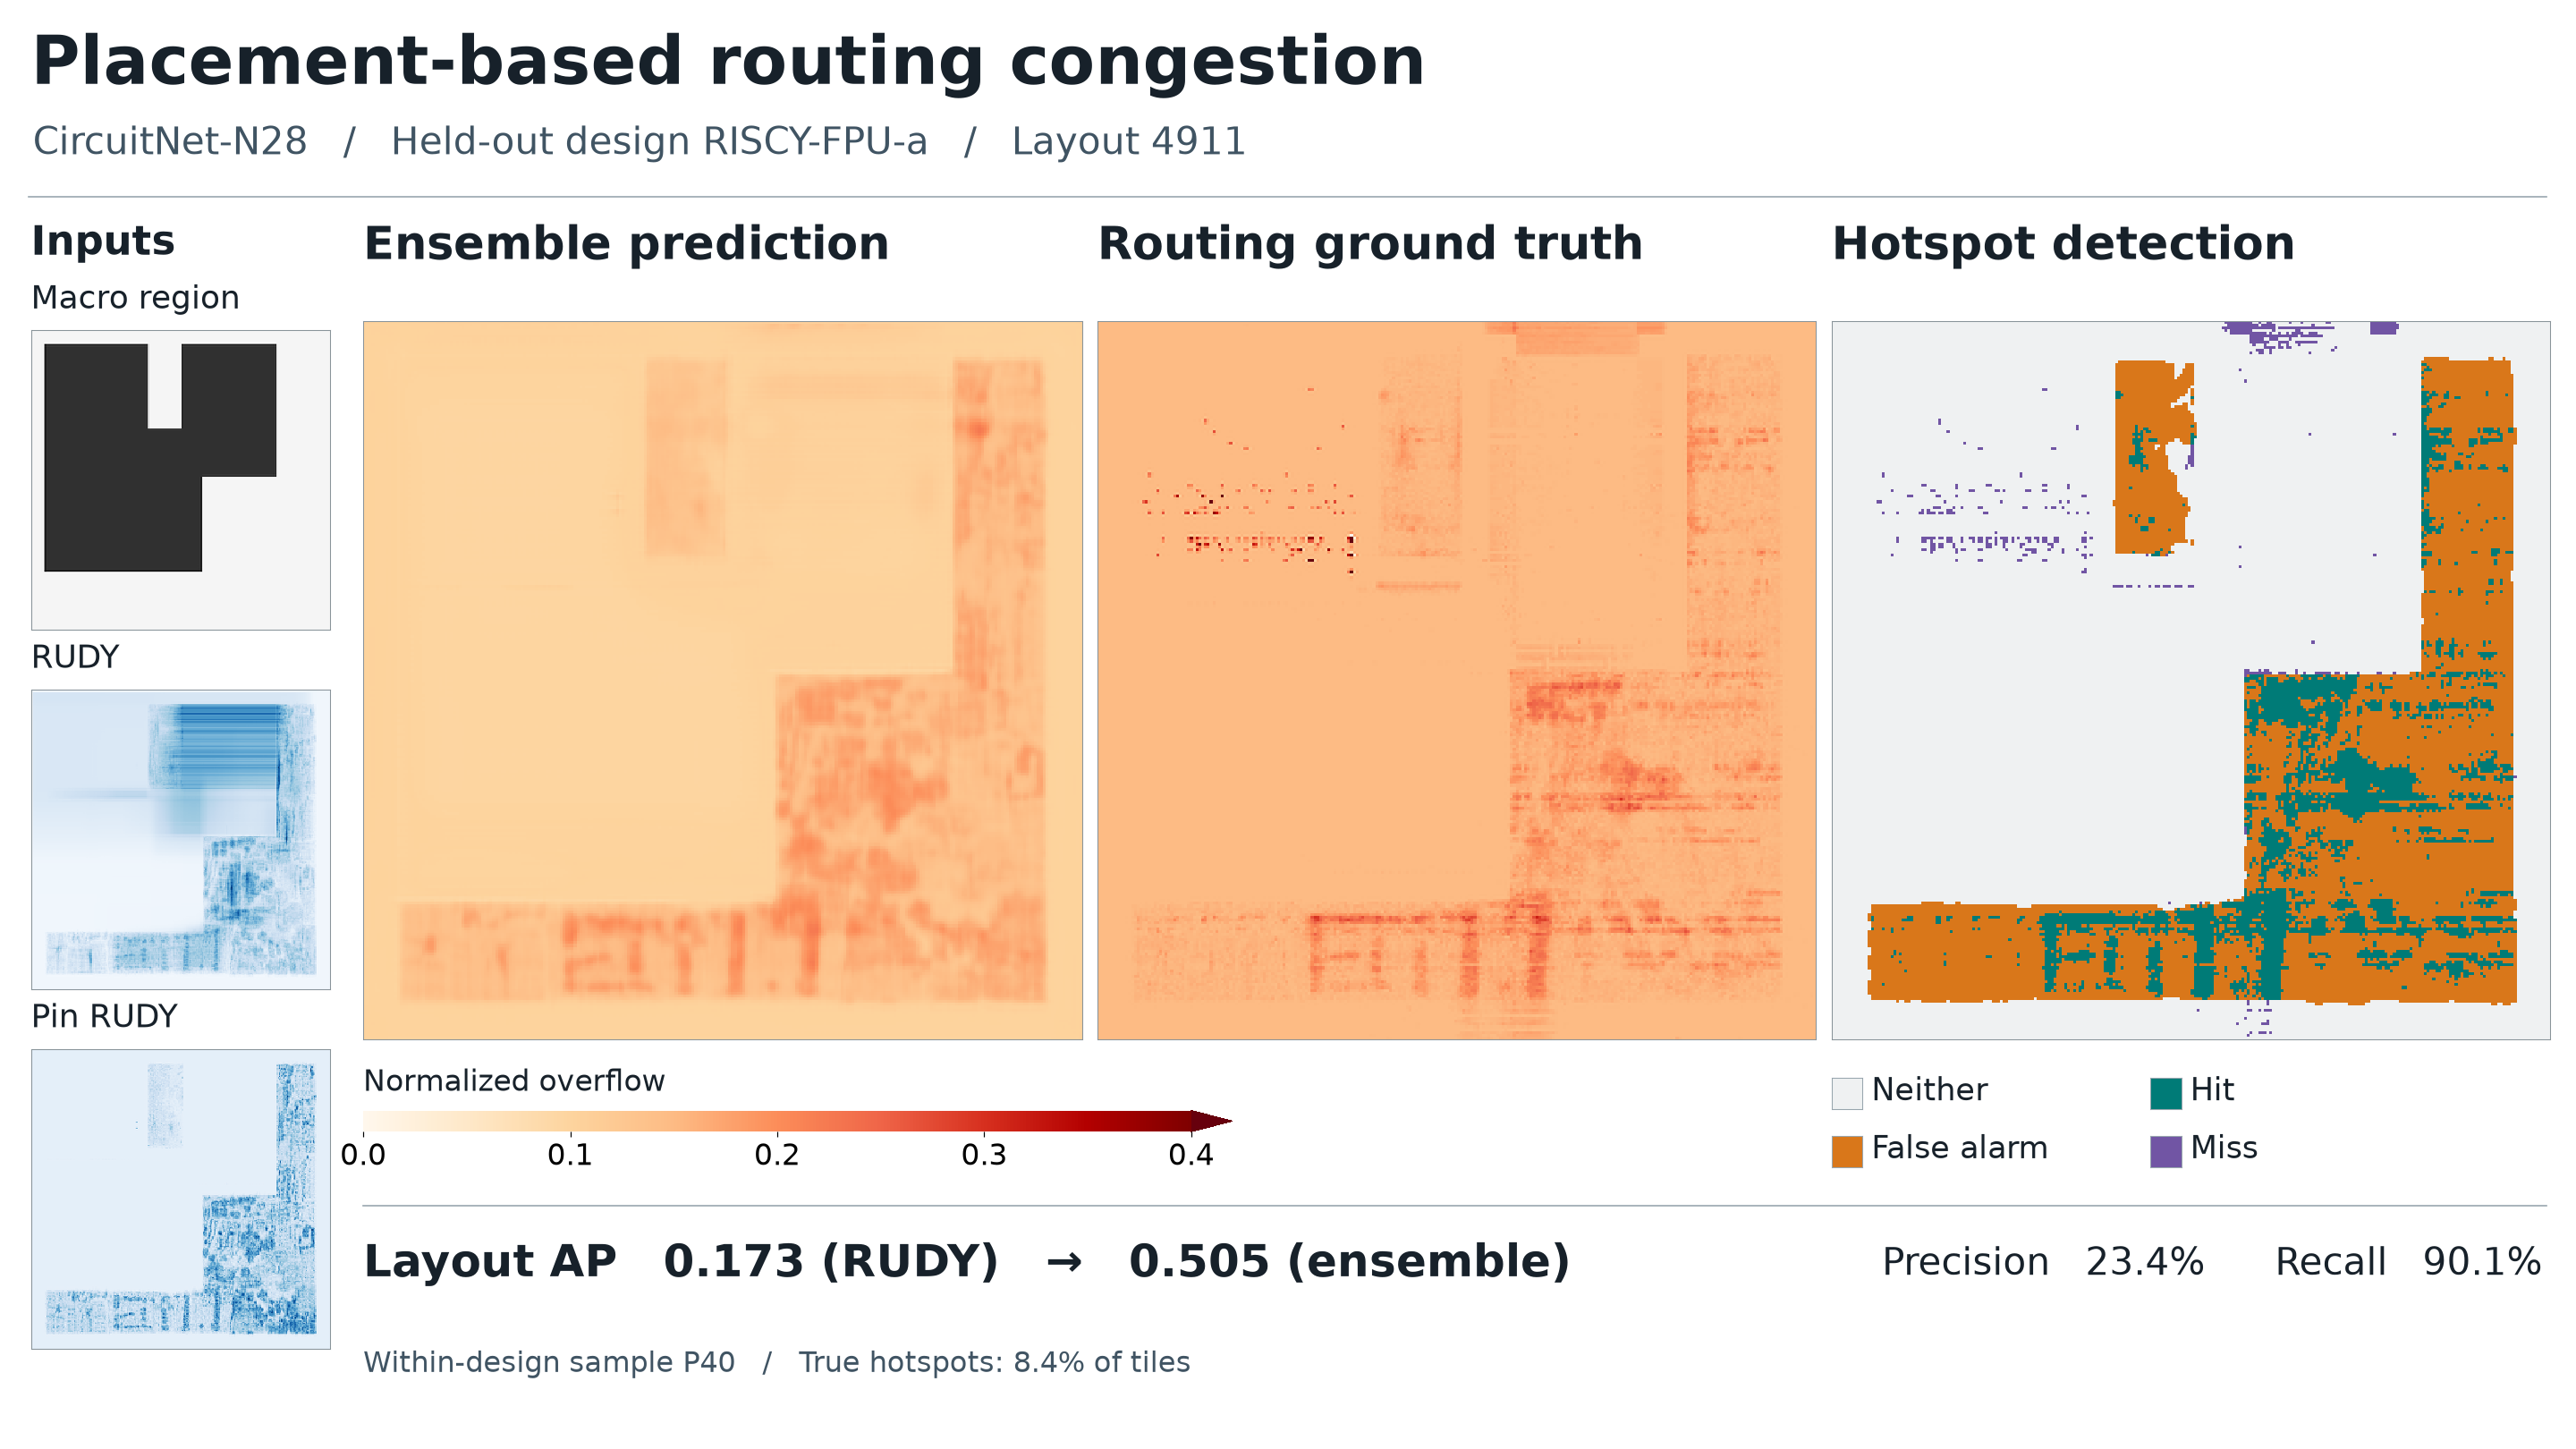 Placement-based routing congestion
CircuitNet-N28 / Held-out design RISCY-FPU-a / Layout 4911
Inputs
Macro region
RUDY
Pin RUDY
Ensemble prediction
Routing ground truth
Hotspot detection
Normalized overflow
0.0 0.1 0.2 0.3 0.4
Neither
Hit
False alarm
Miss
Layout AP 0.173 (RUDY) → 0.505 (ensemble)
Precision 23.4% Recall 90.1%
Within-design sample P40 / True hotspots: 8.4% of tiles